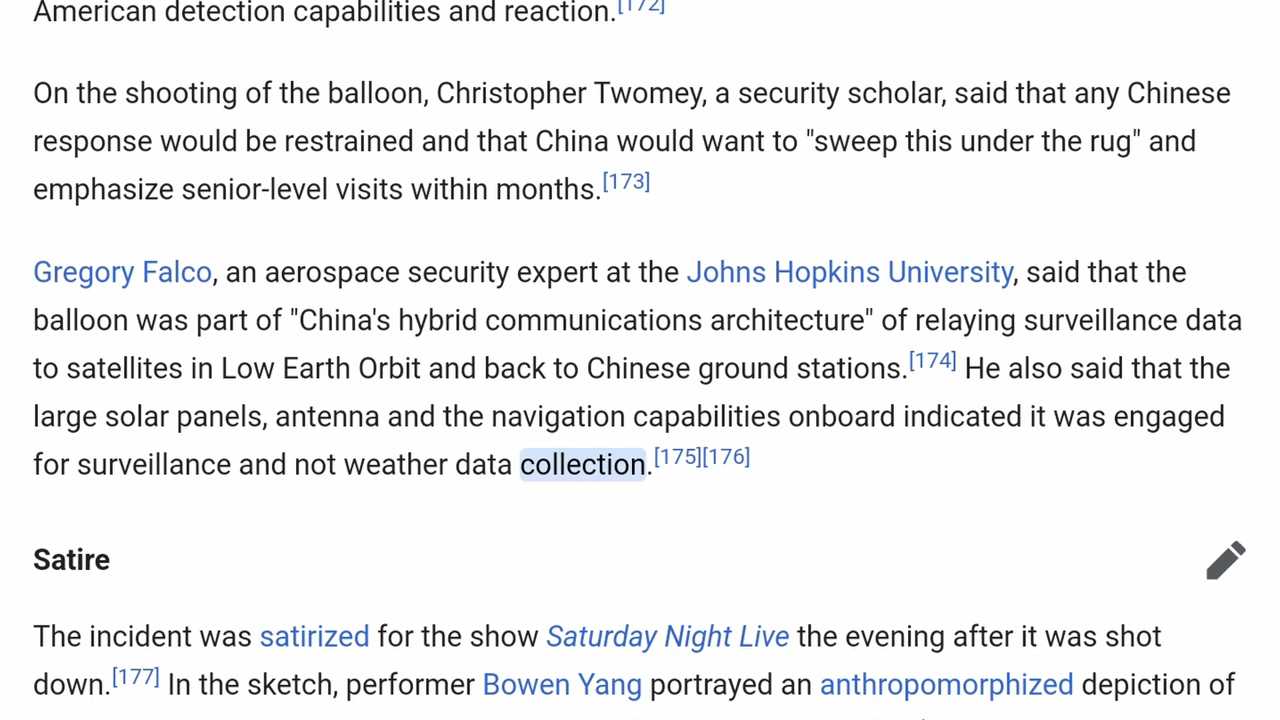 American detection capabilities and reaction.[172]
On the shooting of the balloon, Christopher Twomey, a security scholar, said that any Chinese
response would be restrained and that China would want to "sweep this under the rug" and
emphasize senior-level visits within months.[173]
Gregory Falco, an aerospace security expert at the Johns Hopkins University, said that the
balloon was part of "China's hybrid communications architecture" of relaying surveillance data
to satellites in Low Earth Orbit and back to Chinese ground stations.[174] He also said that the
large solar panels, antenna and the navigation capabilities onboard indicated it was engaged
for surveillance and not weather data collection.[175][176]
Satire
The incident was satirized for the show Saturday Night Live the evening after it was shot
down.[177] In the sketch, performer Bowen Yang portrayed an anthropomorphized depiction of